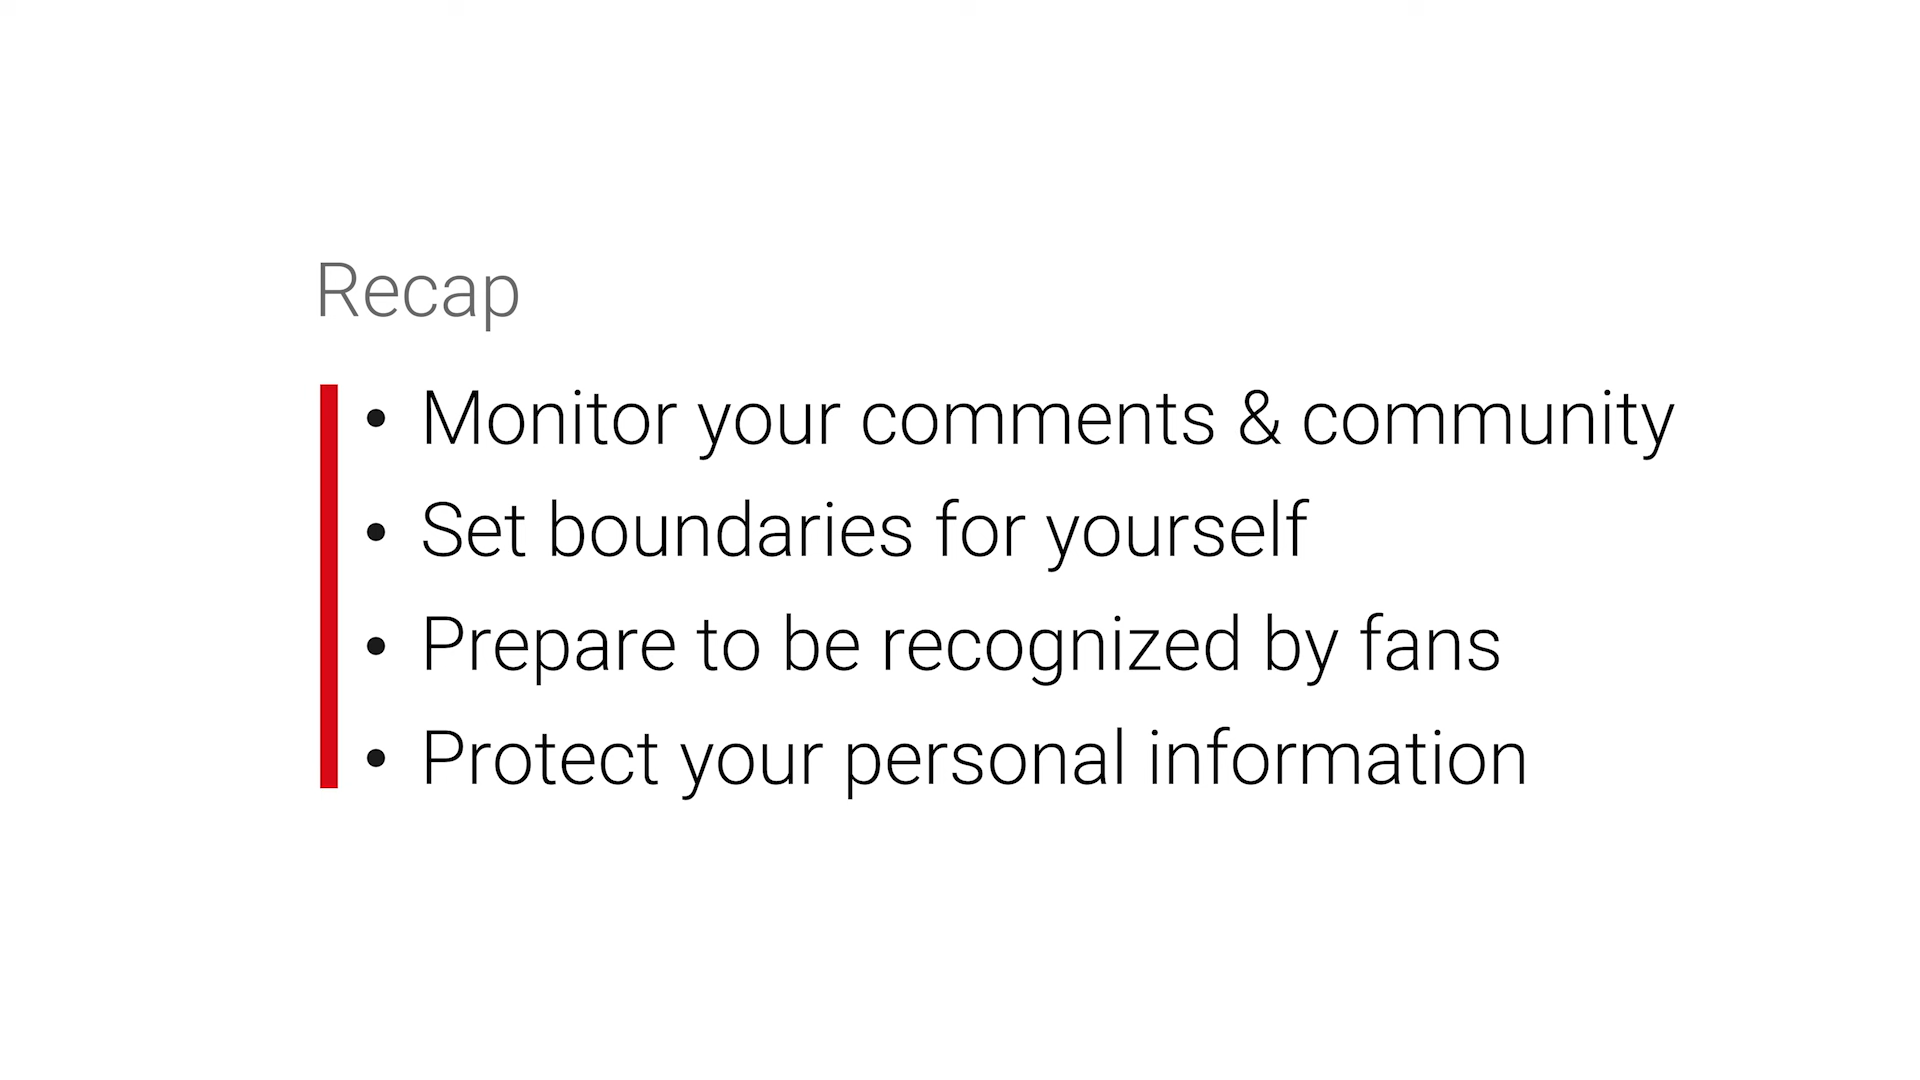 Recap
• Monitor your comments & community
• Set boundaries for yourself
• Prepare to be recognized by fans
• Protect your personal information